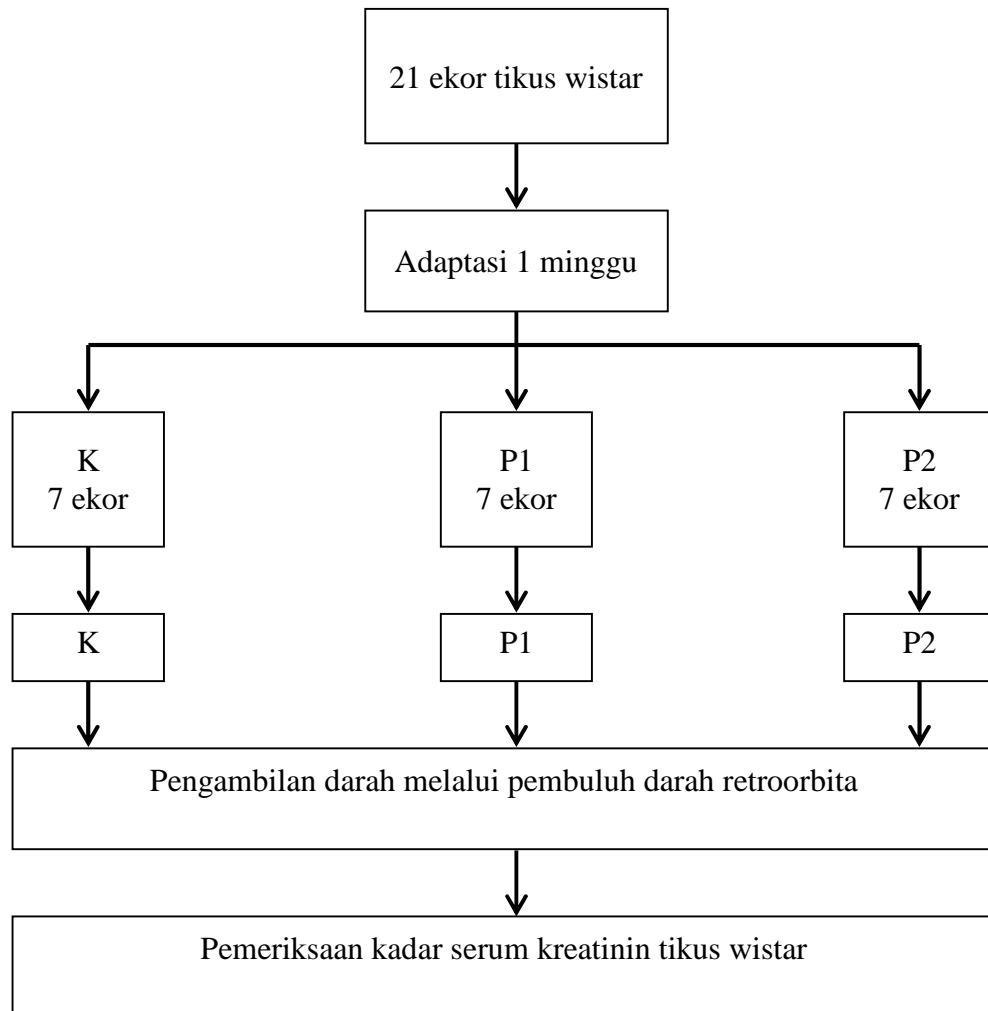 21 ekor tikus wistar
Adaptasi 1 minggu
K
7 ekor
P1
7 ekor
P2
7 ekor
K
P1
P2
Pengambilan darah melalui pembuluh darah retroorbita
Pemeriksaan kadar serum kreatinin tikus wistar